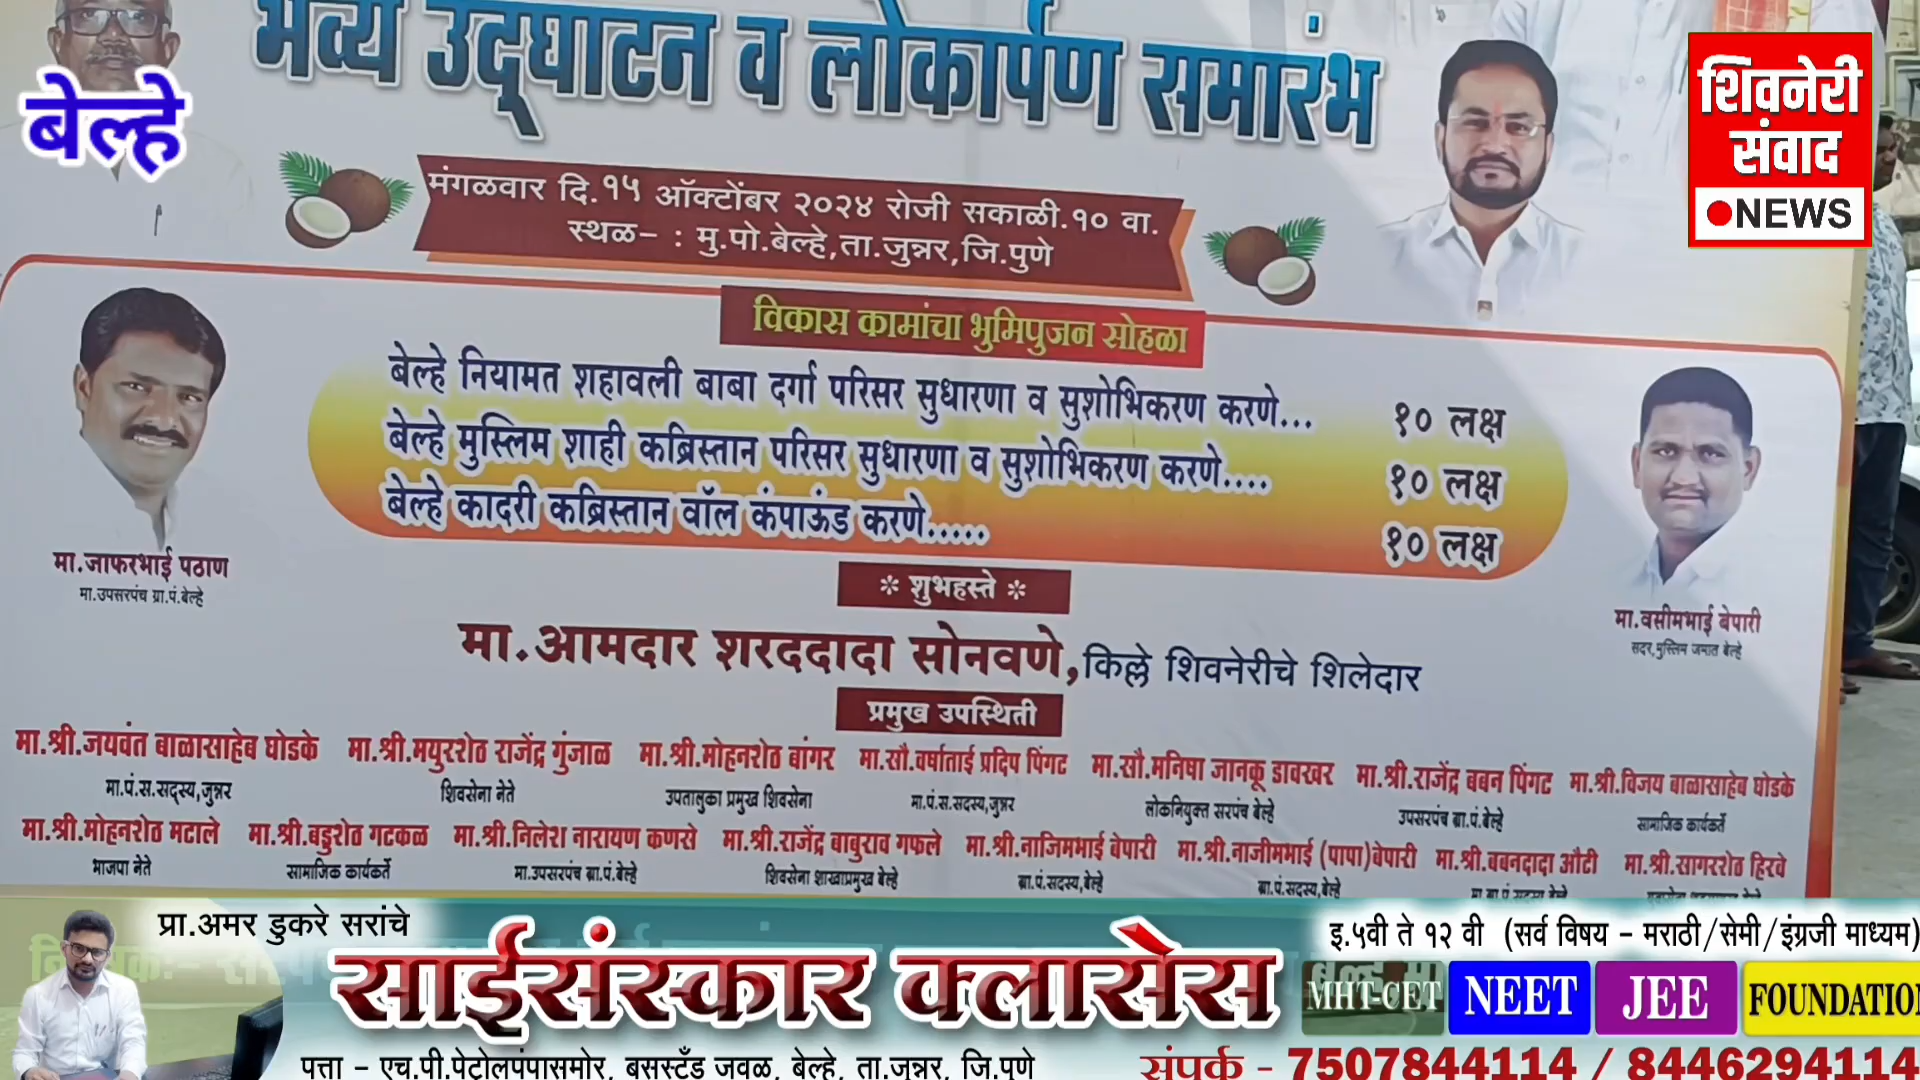 भव्य उद्घाटन व लोकार्पण समारंभ
बेल्हे
शिवनेरी
संवाद
NEWS
मंगळवार दि.१५ ऑक्टोंबर २०२४ रोजी सकाळी.१० वा.
स्थळ- : मु.पो.बेल्हे,ता.जुन्नर,जि.पुणे
विकास कामांचा भुमिपुजन सोहळा
बेल्हे नियामत शहावली बाबा दर्गा परिसर सुधारणा व सुशोभिकरण करणे... १० लक्ष
बेल्हे मुस्लिम शाही कब्रिस्तान परिसर सुधारणा व सुशोभिकरण करणे.... १० लक्ष
बेल्हे कादरी कब्रिस्तान वॉल कंपाऊंड करणे..... १० लक्ष
मा.जाफरभाई पठाण
मा.उपसरपंच ग्रा.पं.बेल्हे
मा.वसीमभाई बेपारी
सदर,मुस्लिम जमात बेल्हे
* शुभहस्ते *
मा.आमदार शरददादा सोनवणे,किल्ले शिवनेरीचे शिलेदार
प्रमुख उपस्थिती
मा.श्री.जयवंत बाळासाहेब घोडके मा.श्री.मयुरशेठ राजेंद्र गुंजाळ मा.श्री.मोहनशेठ बांगर मा.सौ.वर्षाताई प्रदिप पिंगट मा.सौ.मनिषा जानकू डावखर मा.श्री.राजेंद्र बबन पिंगट मा.श्री.विजय बाळासाहेब घोडके
मा.पं.स.सद्स्य,जुन्नर शिवसेना नेते उपतालुका प्रमुख शिवसेना मा.पं.स.सदस्य,जुन्नर लोकनियुक्त सरपंच बेल्हे उपसरपंच ग्रा.पं.बेल्हे सामाजिक कार्यकर्ते
मा.श्री.मोहनशेठ मटाले मा.श्री.बडुशेठ गटकळ मा.श्री.निलेश नारायण कणसे मा.श्री.राजेंद्र बाबुराव गफले मा.श्री.नाजिमभाई बेपारी मा.श्री.नाजीमभाई (पापा)बेपारी मा.श्री.बबनदादा औटी मा.श्री.सागरशेठ हिरवे
भाजपा नेते सामाजिक कार्यकर्ते मा.उपसरपंच ग्रा.पं.बेल्हे शिवसेना शाखाप्रमुख बेल्हे ग्रा.पं.सदस्य,बेल्हे ग्रा.पं.सदस्य,बेल्हे
प्रा.अमर डुकरे सरांचे
साईसंस्कार क्लासेस
इ.५वी ते १२ वी (सर्व विषय - मराठी/सेमी/इंग्रजी माध्यम)
MHT-CET NEET JEE FOUNDATION
पत्ता - एच.पी.पेट्रोलपंपासमोर, बसस्टँड जवळ, बेल्हे, ता.जुन्नर, जि.पुणे
संपर्क - 7507844114 / 8446294114